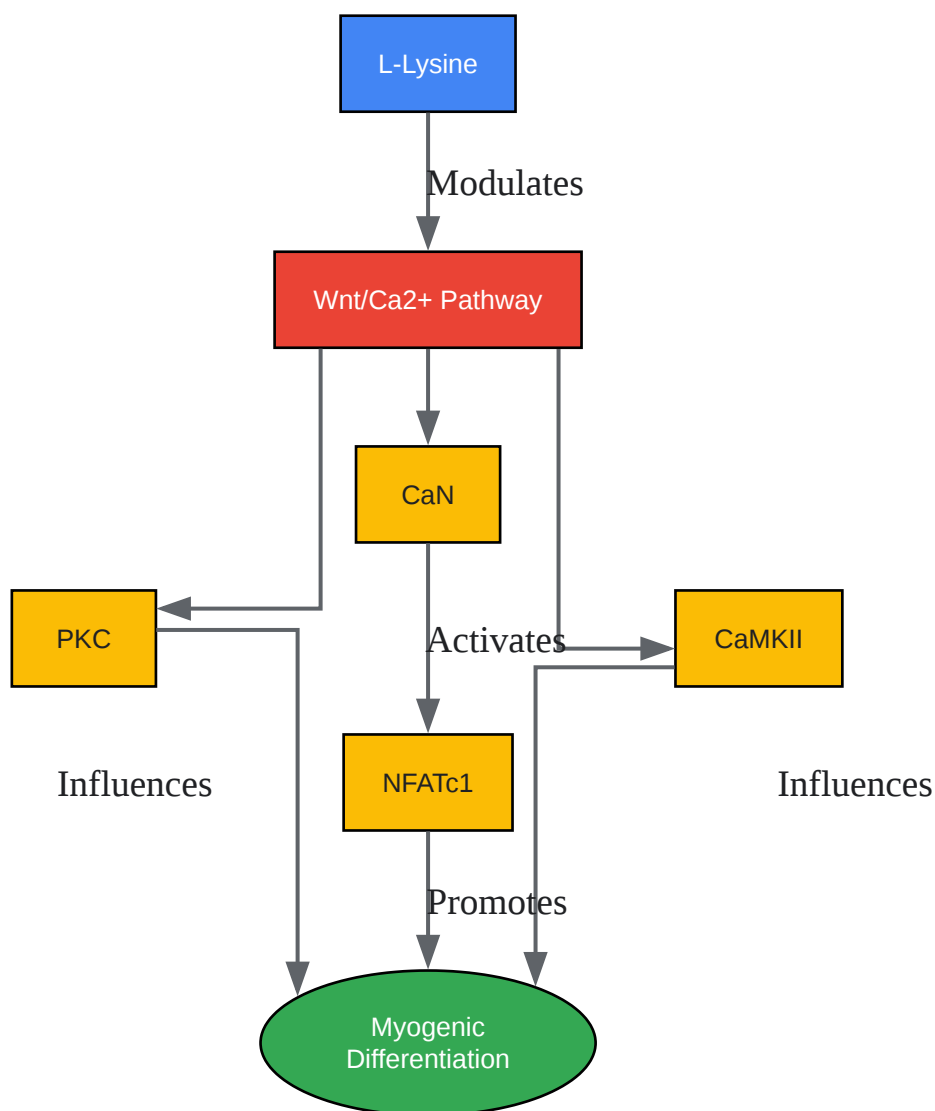 L-Lysine
Modulates
Wnt/Ca2+ Pathway
CaN
PKC
Activates
CaMKII
Influences
NFATc1
Influences
Promotes
Myogenic
Differentiation